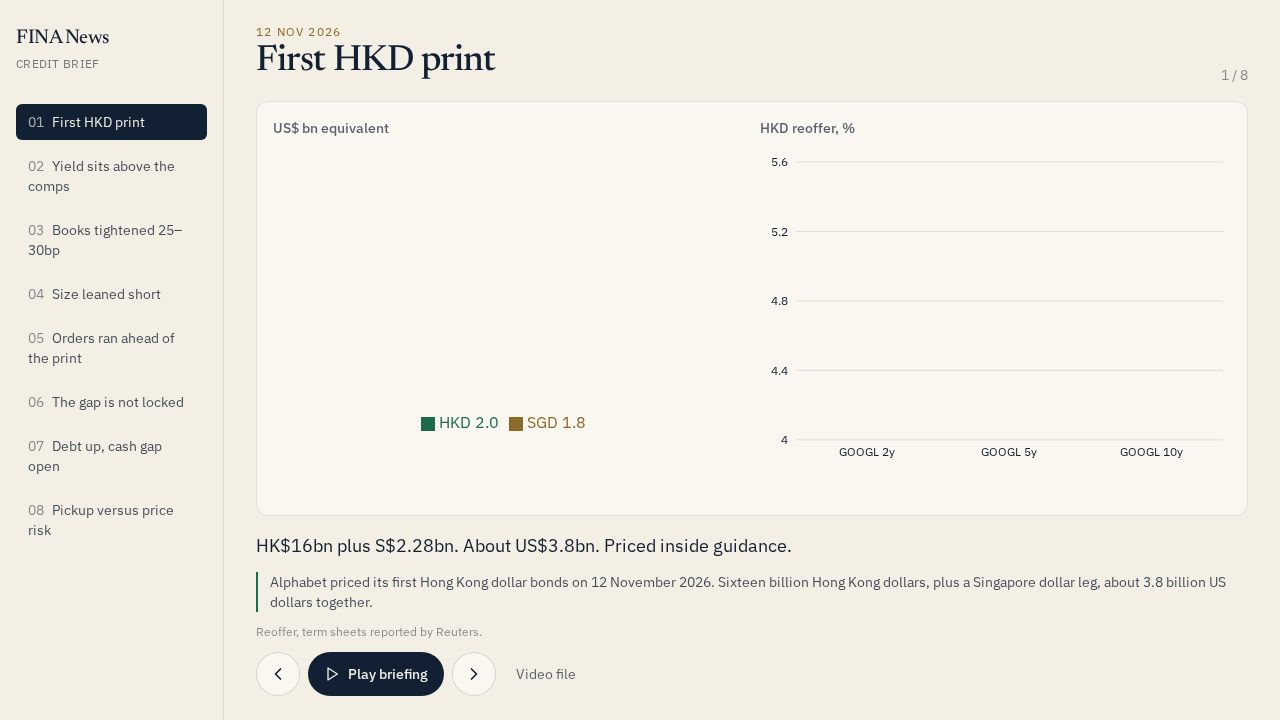 FINA News
CREDIT BRIEF
01 First HKD print
02 Yield sits above the
comps
03 Books tightened 25–
30bp
04 Size leaned short
05 Orders ran ahead of
the print
06 The gap is not locked
07 Debt up, cash gap
open
08 Pickup versus price
risk
12 NOV 2026
First HKD print
1 / 8
US$ bn equivalent
HKD 2.0
SGD 1.8
HKD reoffer, %
5.6
5.2
4.8
4.4
4
GOOGL 2y
GOOGL 5y
GOOGL 10y
HK$16bn plus S$2.28bn. About US$3.8bn. Priced inside guidance.
Alphabet priced its first Hong Kong dollar bonds on 12 November 2026. Sixteen billion Hong Kong dollars, plus a Singapore dollar leg, about 3.8 billion US
dollars together.
Reoffer, term sheets reported by Reuters.
Play briefing
Video file